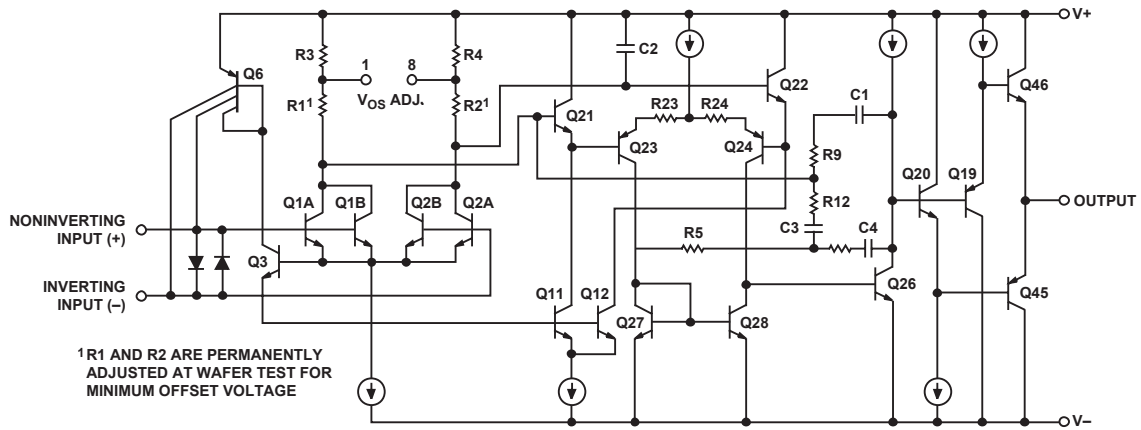 V+
R3
R4
1
8
C2
Q6
R1¹
V_OS ADJ.
R2¹
Q22
Q46
R23
R24
C1
Q21
Q23
Q24
R9
Q20
Q19
Q1A
Q1B
Q2B
Q2A
R12
OUTPUT
NONINVERTING
INPUT (+)
C3
C4
Q3
R5
INVERTING
INPUT (–)
Q11
Q12
Q26
Q45
Q27
Q28
¹R1 AND R2 ARE PERMANENTLY
ADJUSTED AT WAFER TEST FOR
MINIMUM OFFSET VOLTAGE
V–